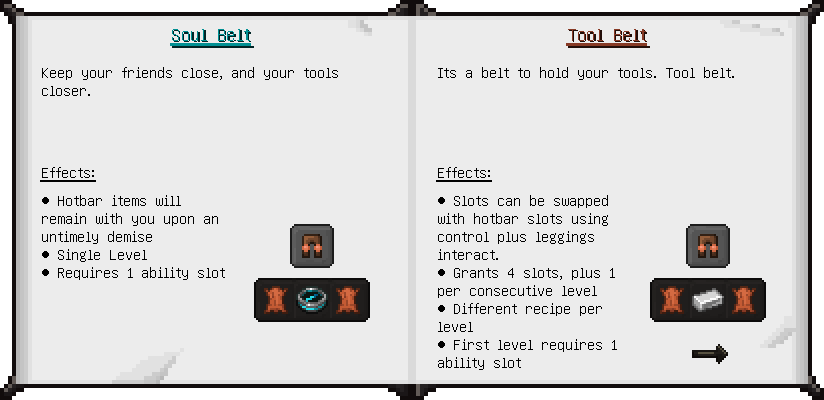 Soul Belt
Keep your friends close, and your tools
closer.
Effects:
• Hotbar items will
remain with you upon an
untimely demise
• Single Level
• Requires 1 ability slot
Tool Belt
Its a belt to hold your tools. Tool belt.
Effects:
• Slots can be swapped
with hotbar slots using
control plus leggings
interact.
• Grants 4 slots, plus 1
per consecutive level
• Different recipe per
level
• First level requires 1
ability slot